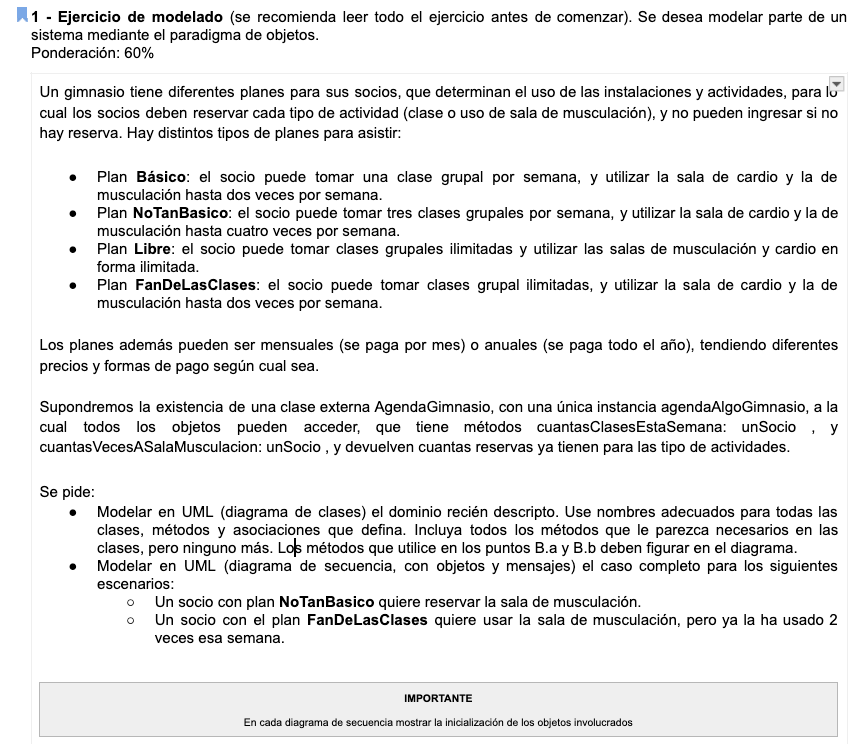 1 - Ejercicio de modelado (se recomienda leer todo el ejercicio antes de comenzar). Se desea modelar parte de un
sistema mediante el paradigma de objetos.
Ponderación: 60%
Un gimnasio tiene diferentes planes para sus socios, que determinan el uso de las instalaciones y actividades, para lo
cual los socios deben reservar cada tipo de actividad (clase o uso de sala de musculación), y no pueden ingresar si no
hay reserva. Hay distintos tipos de planes para asistir:
● Plan Básico: el socio puede tomar una clase grupal por semana, y utilizar la sala de cardio y la de
musculación hasta dos veces por semana.
● Plan NoTanBasico: el socio puede tomar tres clases grupales por semana, y utilizar la sala de cardio y la de
musculación hasta cuatro veces por semana.
● Plan Libre: el socio puede tomar clases grupales ilimitadas y utilizar las salas de musculación y cardio en
forma ilimitada.
● Plan FanDeLasClases: el socio puede tomar clases grupal ilimitadas, y utilizar la sala de cardio y la de
musculación hasta dos veces por semana.
Los planes además pueden ser mensuales (se paga por mes) o anuales (se paga todo el año), tendiendo diferentes
precios y formas de pago según cual sea.
Supondremos la existencia de una clase externa AgendaGimnasio, con una única instancia agendaAlgoGimnasio, a la
cual todos los objetos pueden acceder, que tiene métodos cuantasClasesEstaSemana: unSocio , y
cuantasVecesASalaMusculacion: unSocio , y devuelven cuantas reservas ya tienen para las tipo de actividades.
Se pide:
● Modelar en UML (diagrama de clases) el dominio recién descripto. Use nombres adecuados para todas las
clases, métodos y asociaciones que defina. Incluya todos los métodos que le parezca necesarios en las
clases, pero ninguno más. Los métodos que utilice en los puntos B.a y B.b deben figurar en el diagrama.
● Modelar en UML (diagrama de secuencia, con objetos y mensajes) el caso completo para los siguientes
escenarios:
○ Un socio con plan NoTanBasico quiere reservar la sala de musculación.
○ Un socio con el plan FanDeLasClases quiere usar la sala de musculación, pero ya la ha usado 2
veces esa semana.
IMPORTANTE
En cada diagrama de secuencia mostrar la inicialización de los objetos involucrados